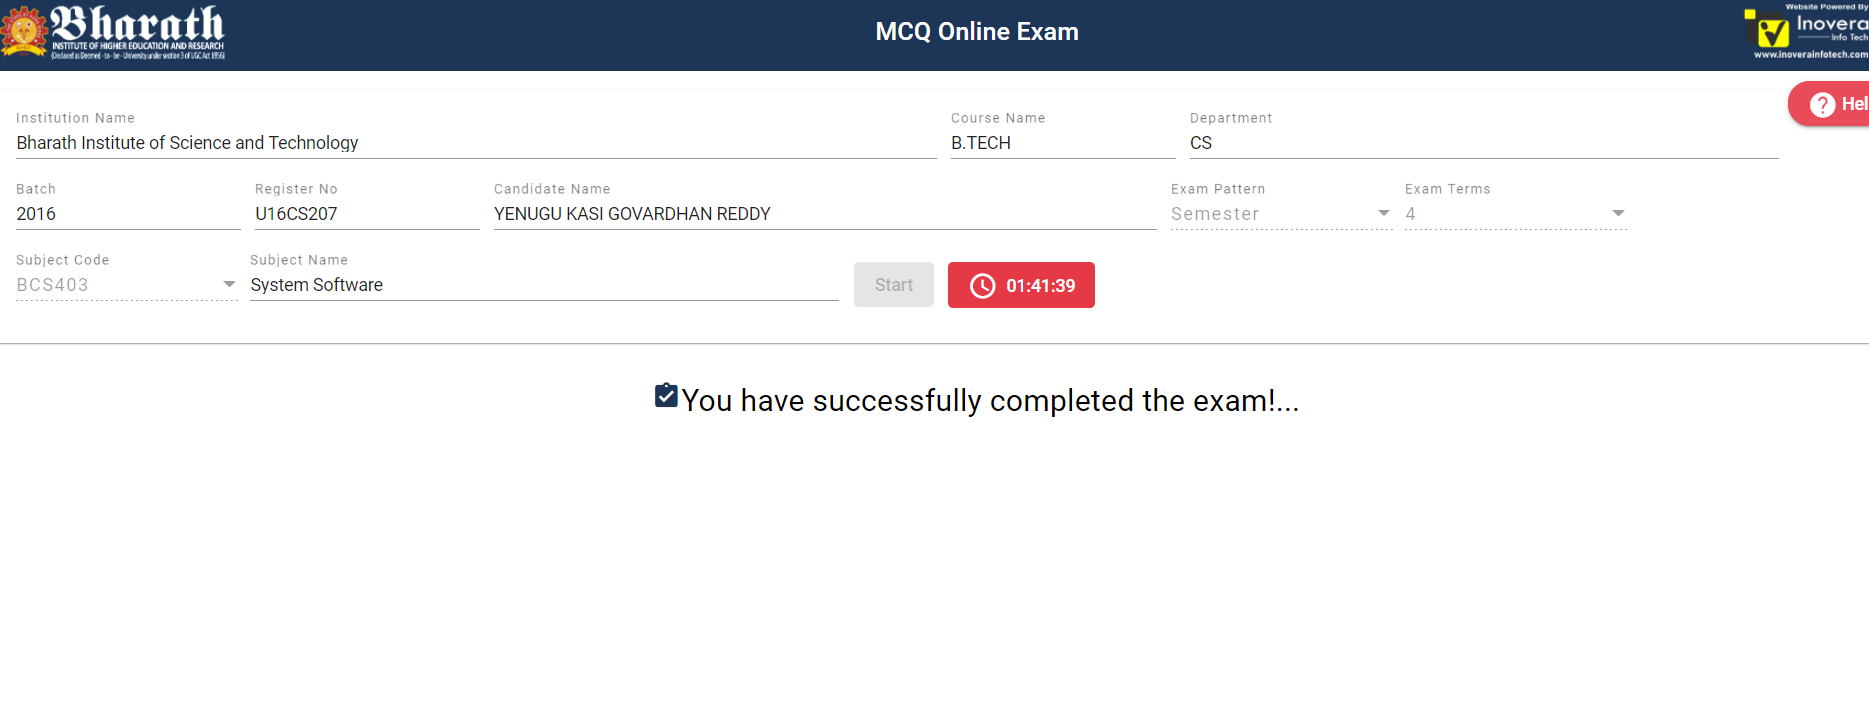 Bharath
INSTITUTE OF HIGHER EDUCATION AND RESEARCH
(Declared as Deemed - to - be - University under section 3 of UGC Act 1956)
MCQ Online Exam
Website Powered By
Inovera
Info Tech
www.inoverainfotech.com
Hel
Institution Name
Bharath Institute of Science and Technology
Course Name
B.TECH
Department
CS
Batch
2016
Register No
U16CS207
Candidate Name
YENUGU KASI GOVARDHAN REDDY
Exam Pattern
Semester
Exam Terms
4
Subject Code
BCS403
Subject Name
System Software
Start
01:41:39
You have successfully completed the exam!...